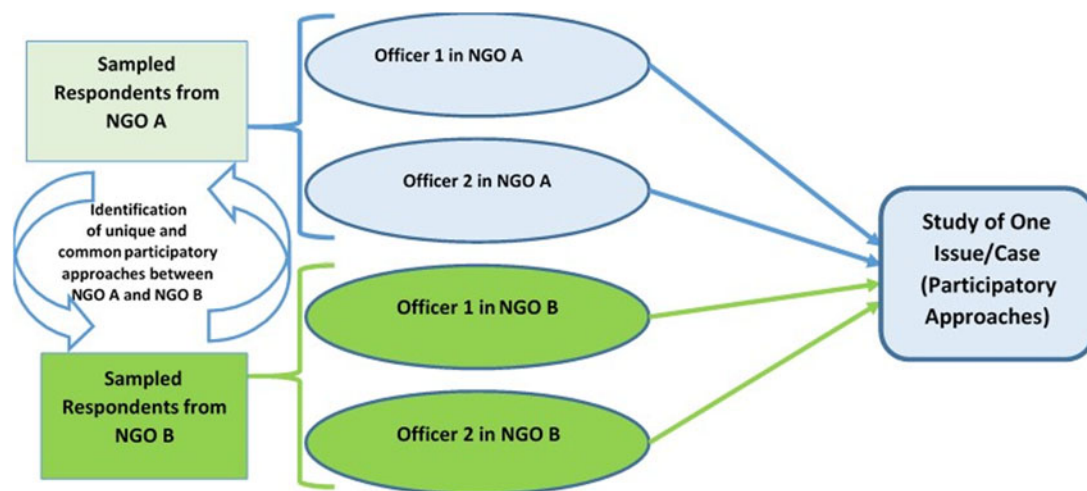 Sampled
Respondents from
NGO A
Officer 1 in NGO A
Officer 2 in NGO A
Identification
of unique and
common participatory
approaches between
NGO A and NGO B
Study of One
Issue/Case
(Participatory
Approaches)
Officer 1 in NGO B
Sampled
Respondents from
NGO B
Officer 2 in NGO B